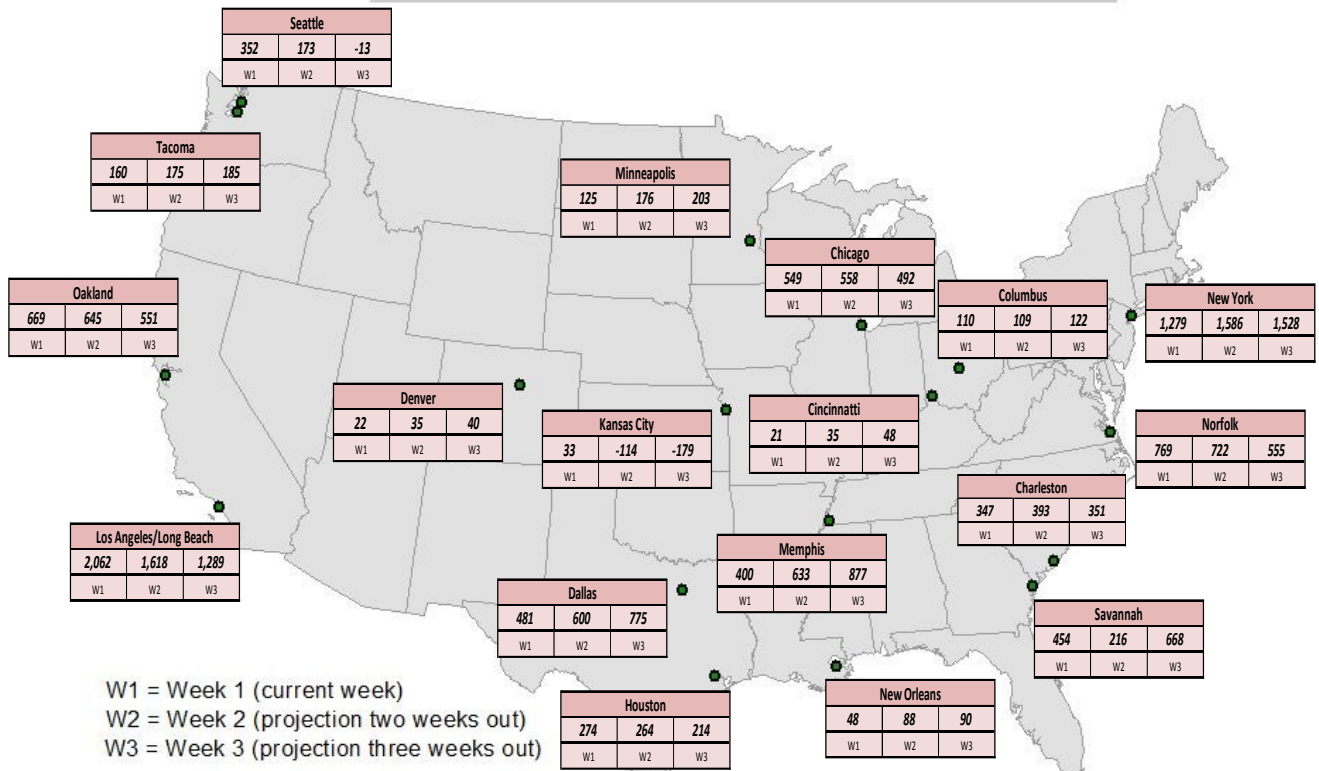 Seattle
352 173 -13
W1 W2 W3
Tacoma
160 175 185
W1 W2 W3
Minneapolis
125 176 203
W1 W2 W3
Chicago
549 558 492
W1 W2 W3
Oakland
669 645 551
W1 W2 W3
Columbus
110 109 122
W1 W2 W3
New York
1,279 1,586 1,528
W1 W2 W3
Denver
22 35 40
W1 W2 W3
Kansas City
33 -114 -179
W1 W2 W3
Cincinnatti
21 35 48
W1 W2 W3
Norfolk
769 722 555
W1 W2 W3
Charleston
347 393 351
W1 W2 W3
Los Angeles/Long Beach
2,062 1,618 1,289
W1 W2 W3
Memphis
400 633 877
W1 W2 W3
Dallas
481 600 775
W1 W2 W3
Savannah
454 216 668
W1 W2 W3
Houston
274 264 214
W1 W2 W3
New Orleans
48 88 90
W1 W2 W3
W1 = Week 1 (current week)
W2 = Week 2 (projection two weeks out)
W3 = Week 3 (projection three weeks out)